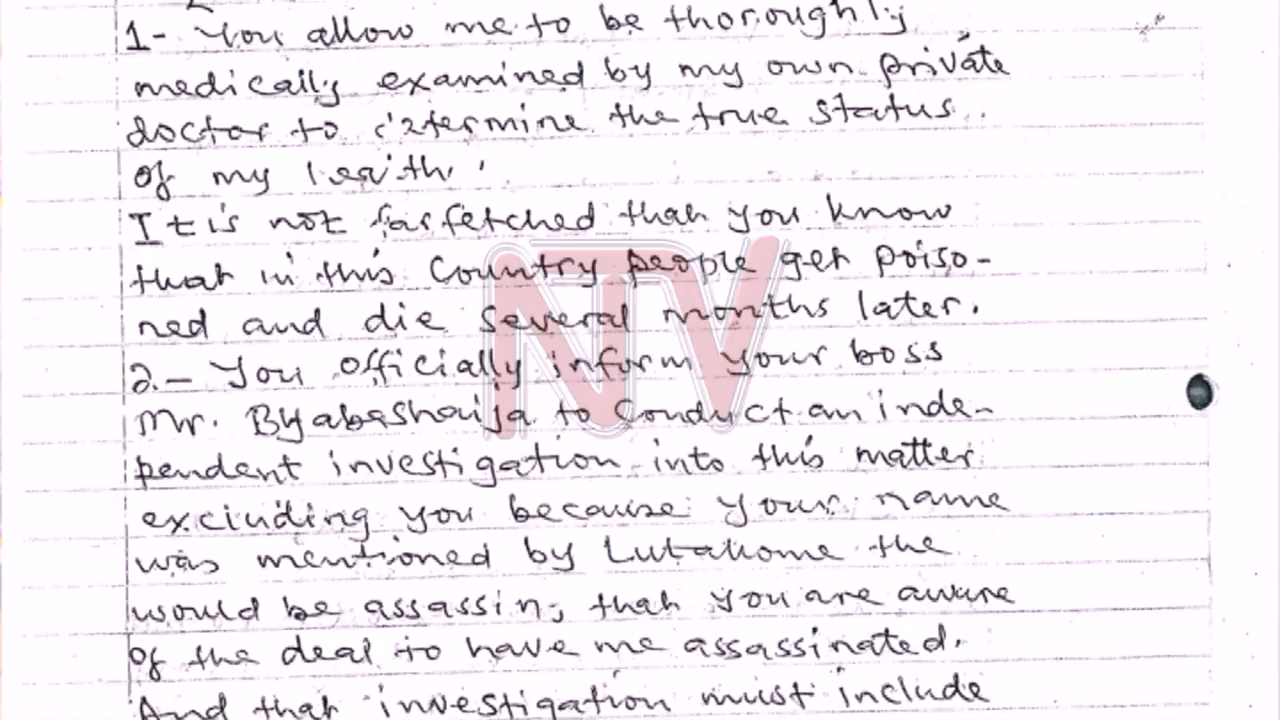 1- You allow me to be thoroughly
medically examined by my own private
doctor to determine the true status
of my health.
It is not farfetched that you know
that in this Country people get poiso-
ned and die several months later.
2.- You officially inform your boss
Mr. Byabashaija to Conduct an inde-
pendent investigation into this matter
excluding you because your name
was mentioned by Lutakome the
would be assassin, that you are aware
of the deal to have me assassinated.
And that investigation must include
NTV